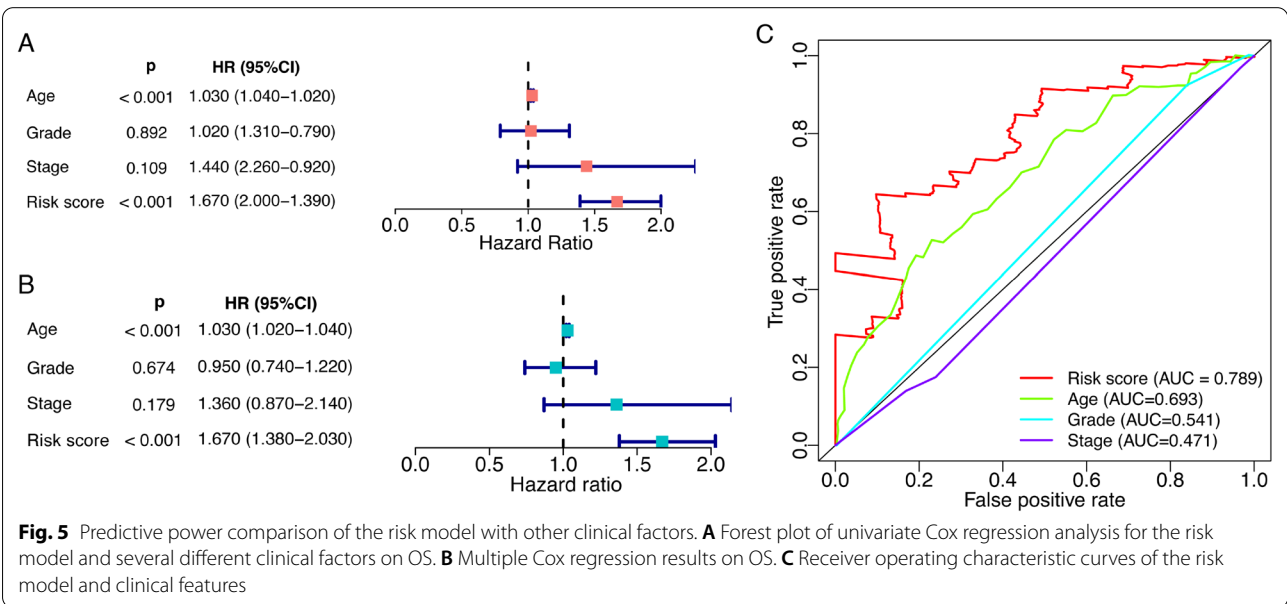 A
p HR (95%CI)
Age < 0.001 1.030 (1.040–1.020)
Grade 0.892 1.020 (1.310–0.790)
Stage 0.109 1.440 (2.260–0.920)
Risk score < 0.001 1.670 (2.000–1.390)
0.0 0.5 1.0 1.5 2.0
Hazard Ratio
B
p HR (95%CI)
Age < 0.001 1.030 (1.020–1.040)
Grade 0.674 0.950 (0.740–1.220)
Stage 0.179 1.360 (0.870–2.140)
Risk score < 0.001 1.670 (1.380–2.030)
0.0 0.5 1.0 1.5 2.0
Hazard ratio
C
True positive rate
1.0
0.8
0.6
0.4
0.2
0.0
Risk score (AUC = 0.789)
Age (AUC=0.693)
Grade (AUC=0.541)
Stage (AUC=0.471)
0.0 0.2 0.4 0.6 0.8 1.0
False positive rate
Fig. 5 Predictive power comparison of the risk model with other clinical factors. A Forest plot of univariate Cox regression analysis for the risk
model and several different clinical factors on OS. B Multiple Cox regression results on OS. C Receiver operating characteristic curves of the risk
model and clinical features